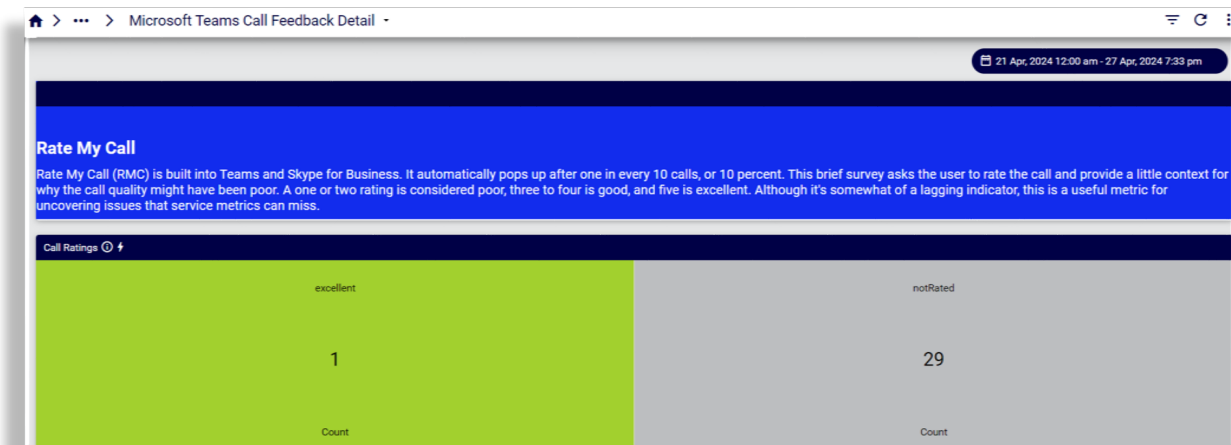 Microsoft Teams Call Feedback Detail
21 Apr, 2024 12:00 am - 27 Apr, 2024 7:33 pm
Rate My Call
Rate My Call (RMC) is built into Teams and Skype for Business. It automatically pops up after one in every 10 calls, or 10 percent. This brief survey asks the user to rate the call and provide a little context for
why the call quality might have been poor. A one or two rating is considered poor, three to four is good, and five is excellent. Although it's somewhat of a lagging indicator, this is a useful metric for
uncovering issues that service metrics can miss.
Call Ratings
excellent
notRated
1
29
Count
Count